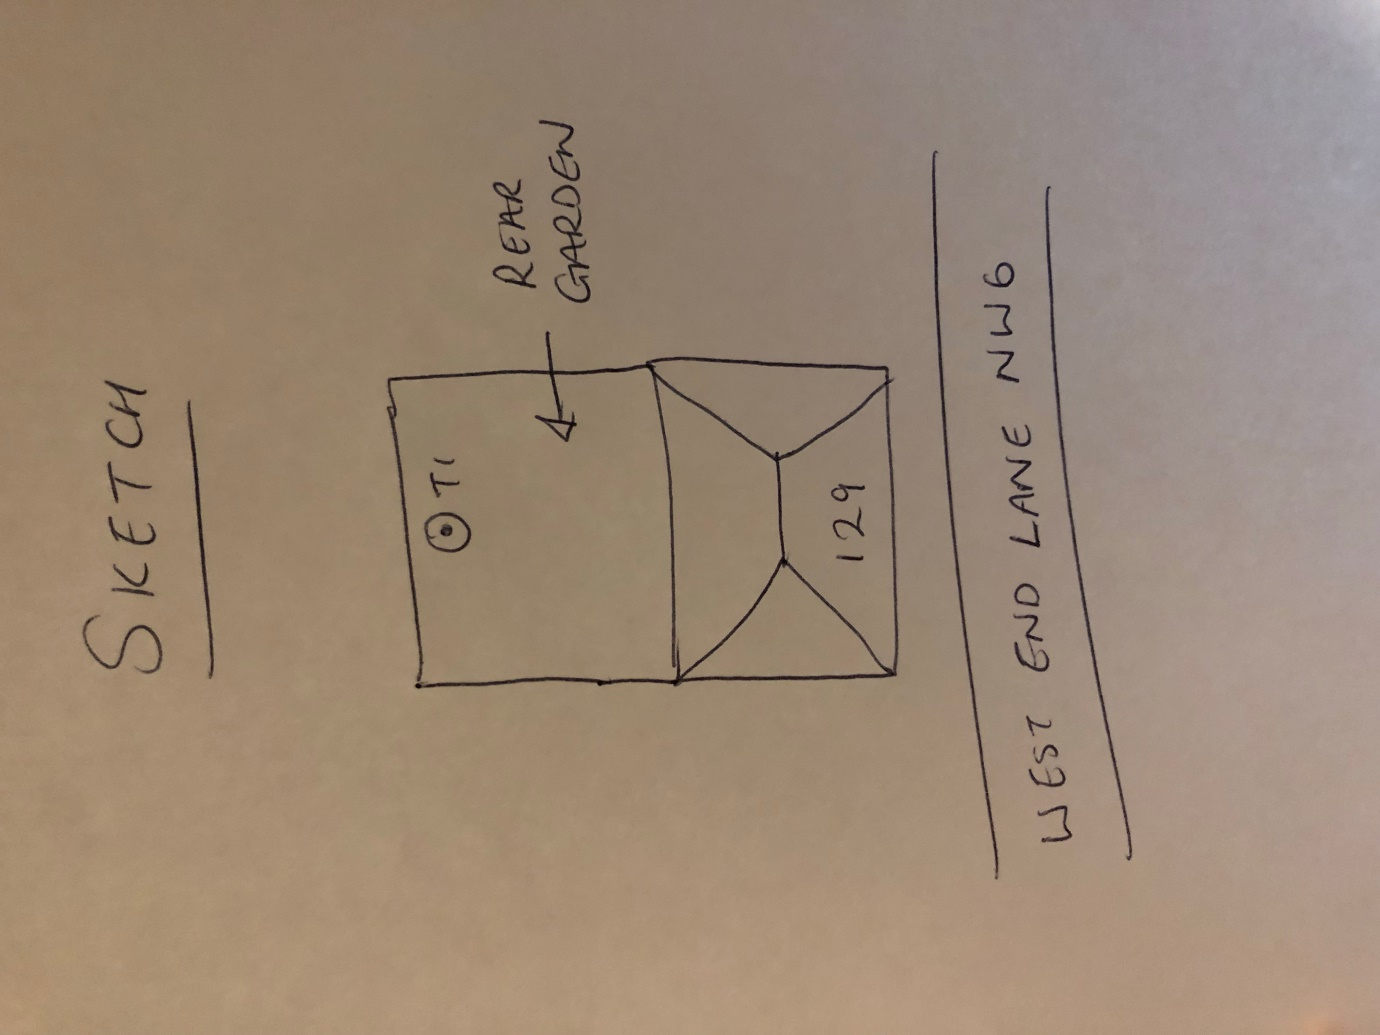 SKETCH
REAR
GARDEN
T1
129
WEST END LANE NW6